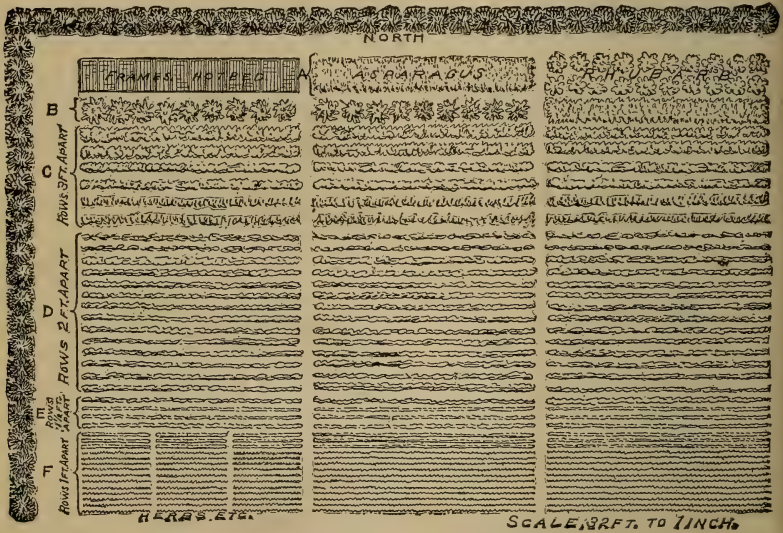 NORTH
FRAMES-HOTBED A ASPARAGUS RHUBARB
B
C ROWS 3 FT. APART
D ROWS 2 FT. APART
E ROWS APART
F ROWS 1 FT. APART
HERBS. ETC.
SCALE, 32 FT. TO 1 INCH.